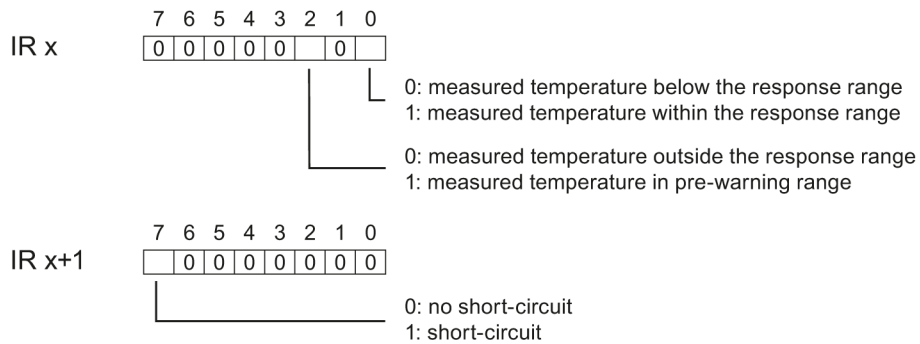 7 6 5 4 3 2 1 0
IR x 0 0 0 0 0 0
0: measured temperature below the response range
1: measured temperature within the response range
0: measured temperature outside the response range
1: measured temperature in pre-warning range
7 6 5 4 3 2 1 0
IR x+1 0 0 0 0 0 0 0
0: no short-circuit
1: short-circuit